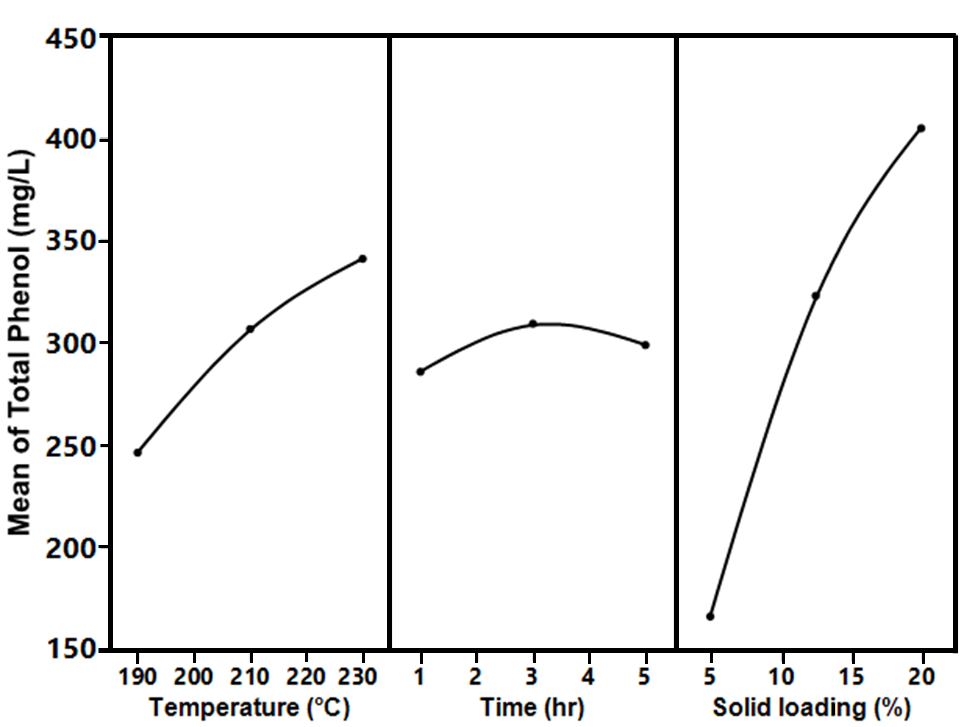 Mean of Total Phenol (mg/L)
450
400
350
300
250
200
150
190 200 210 220 230
Temperature (°C)
1 2 3 4 5
Time (hr)
5 10 15 20
Solid loading (%)